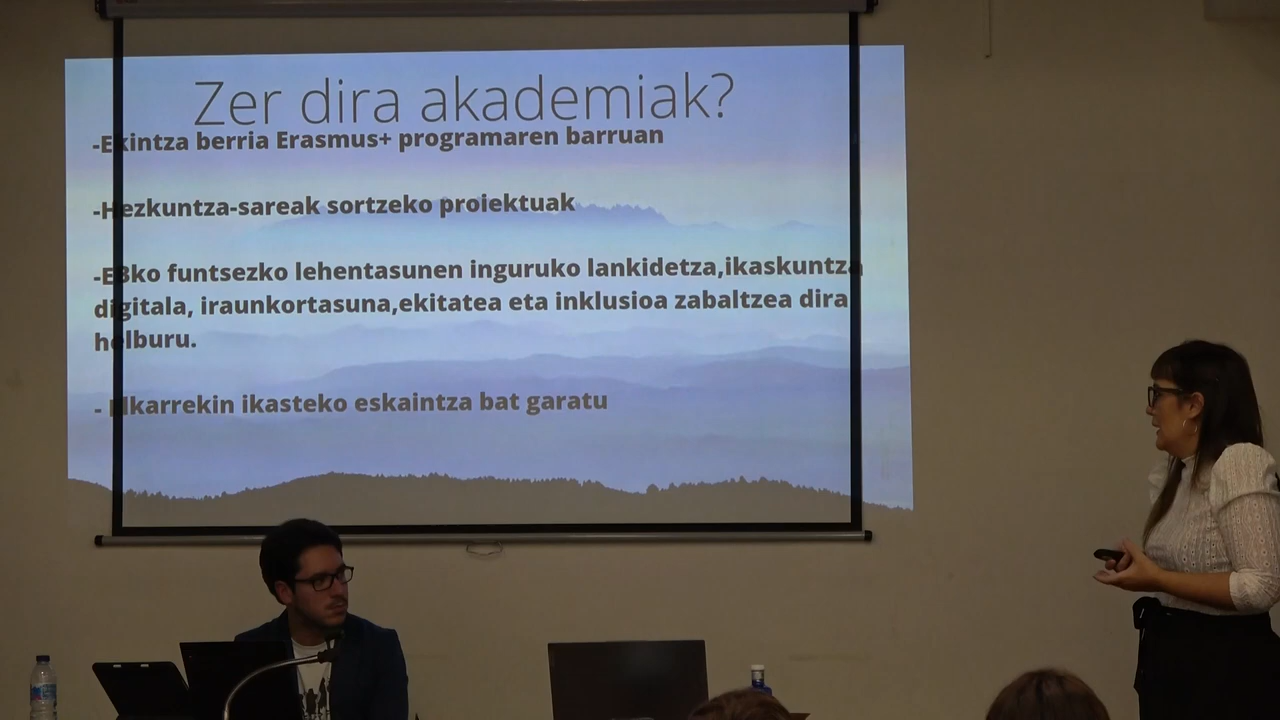 Zer dira akademiak?
-Ekintza berria Erasmus+ programaren barruan
-Hezkuntza-sareak sortzeko proiektuak
-EBko funtsezko lehentasunen inguruko lankidetza,ikaskuntza
digitala, iraunkortasuna,ekitatea eta inklusioa zabaltzea dira
helburu.
- Elkarrekin ikasteko eskaintza bat garatu